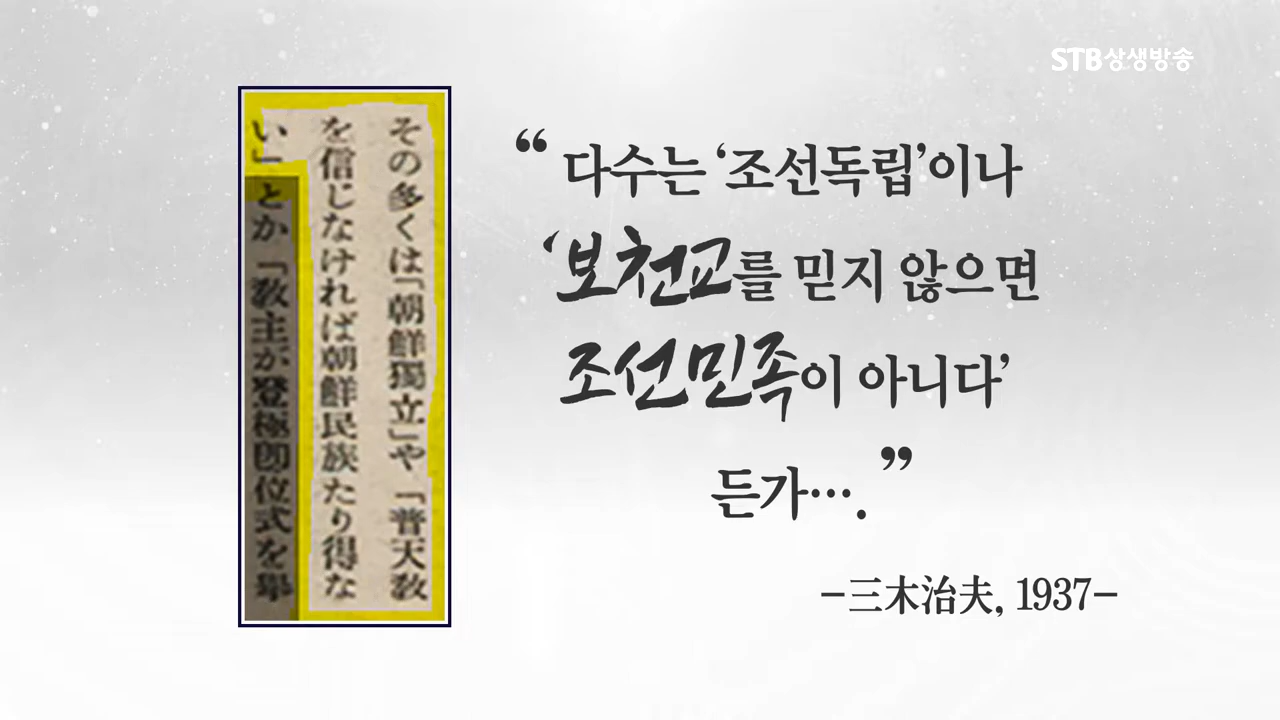 STB상생방송
その多くは「朝鮮獨立」や「普天敎
を信じなければ朝鮮民族たり得な
い」とか「敎主が登極卽位式を擧
“다수는 ‘조선독립’이나
‘보천교를 믿지 않으면
조선민족이 아니다’
든가….”
-三木治夫, 1937-